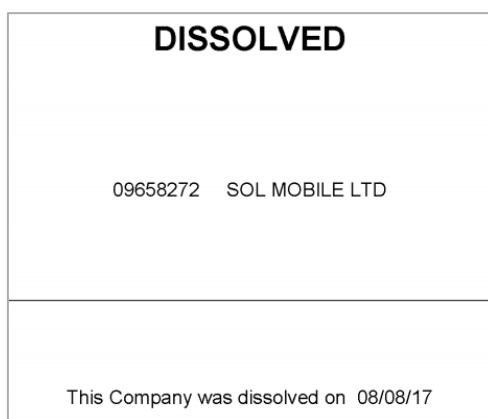 DISSOLVED
09658272 SOL MOBILE LTD
This Company was dissolved on 08/08/17